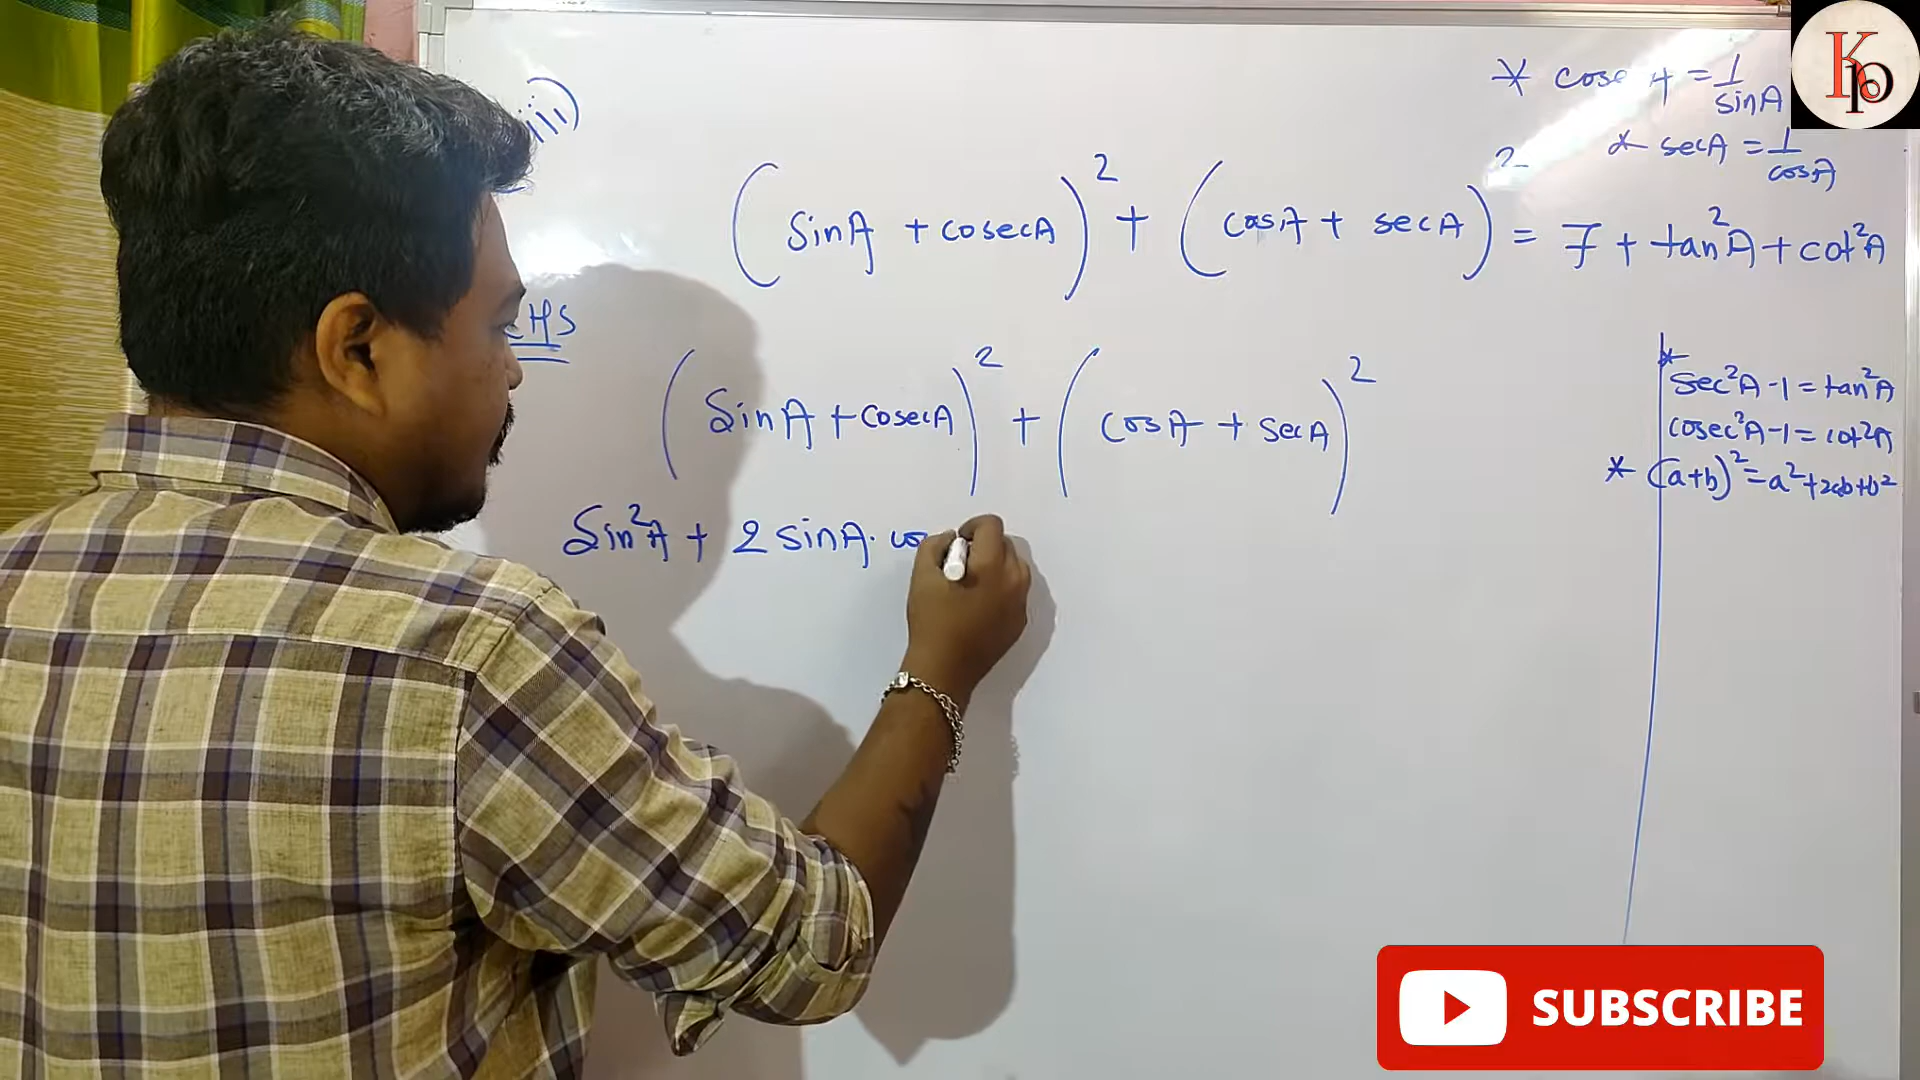 iii)
* cosecA = 1/sinA
* secA = 1/cosA
(sinA + cosecA)² + (cosA + secA)² = 7 + tan²A + cot²A
LHS
(SinA + cosecA)² + (cosA + secA)²
* sec²A - 1 = tan²A
cosec²A - 1 = cot²A
* (a+b)² = a² + 2ab + b²
Sin²A + 2 sinA . co
SUBSCRIBE